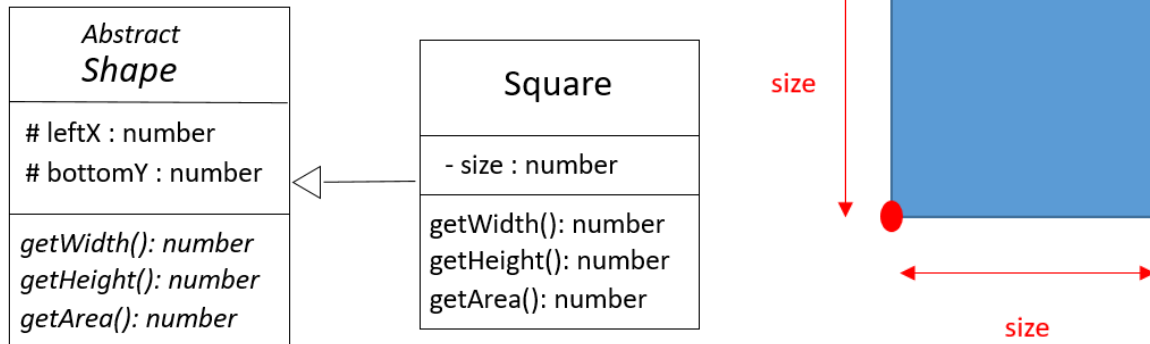 Abstract
Shape
# leftX : number
# bottomY : number
getWidth(): number
getHeight(): number
getArea(): number
Square
- size : number
getWidth(): number
getHeight(): number
getArea(): number
size
size